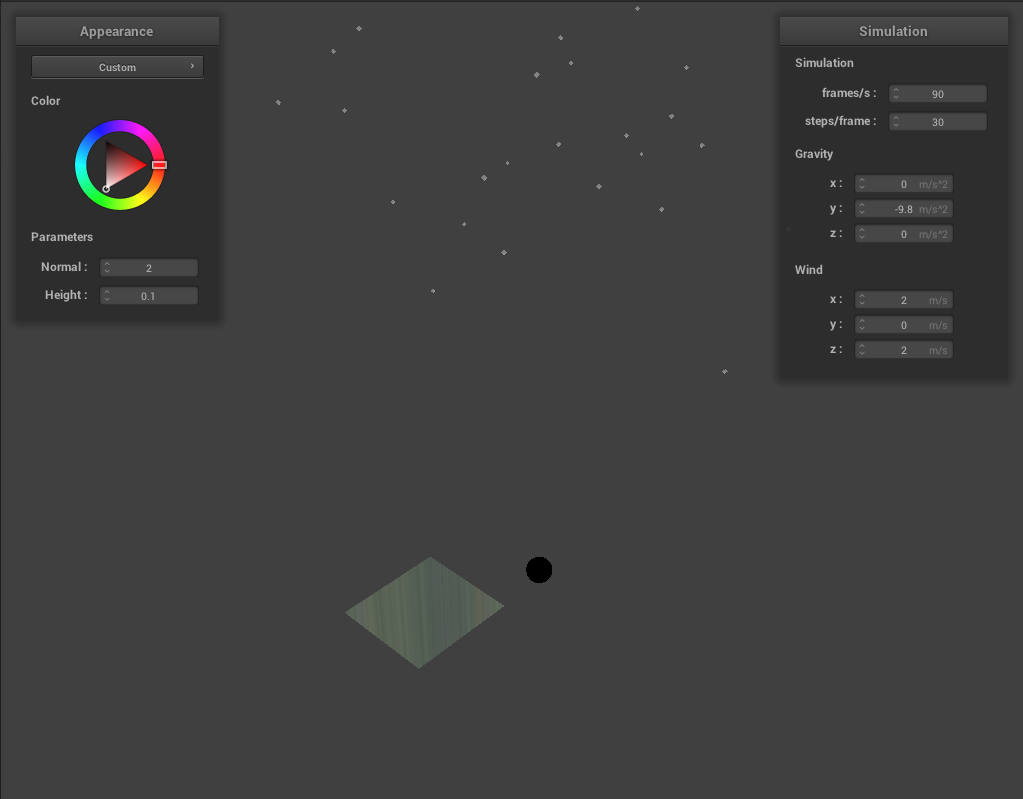 Appearance
Custom
Color
Parameters
Normal : 2
Height : 0.1
Simulation
Simulation
frames/s : 90
steps/frame : 30
Gravity
x : 0 m/s^2
y : -9.8 m/s^2
z : 0 m/s^2
Wind
x : 2 m/s
y : 0 m/s
z : 2 m/s